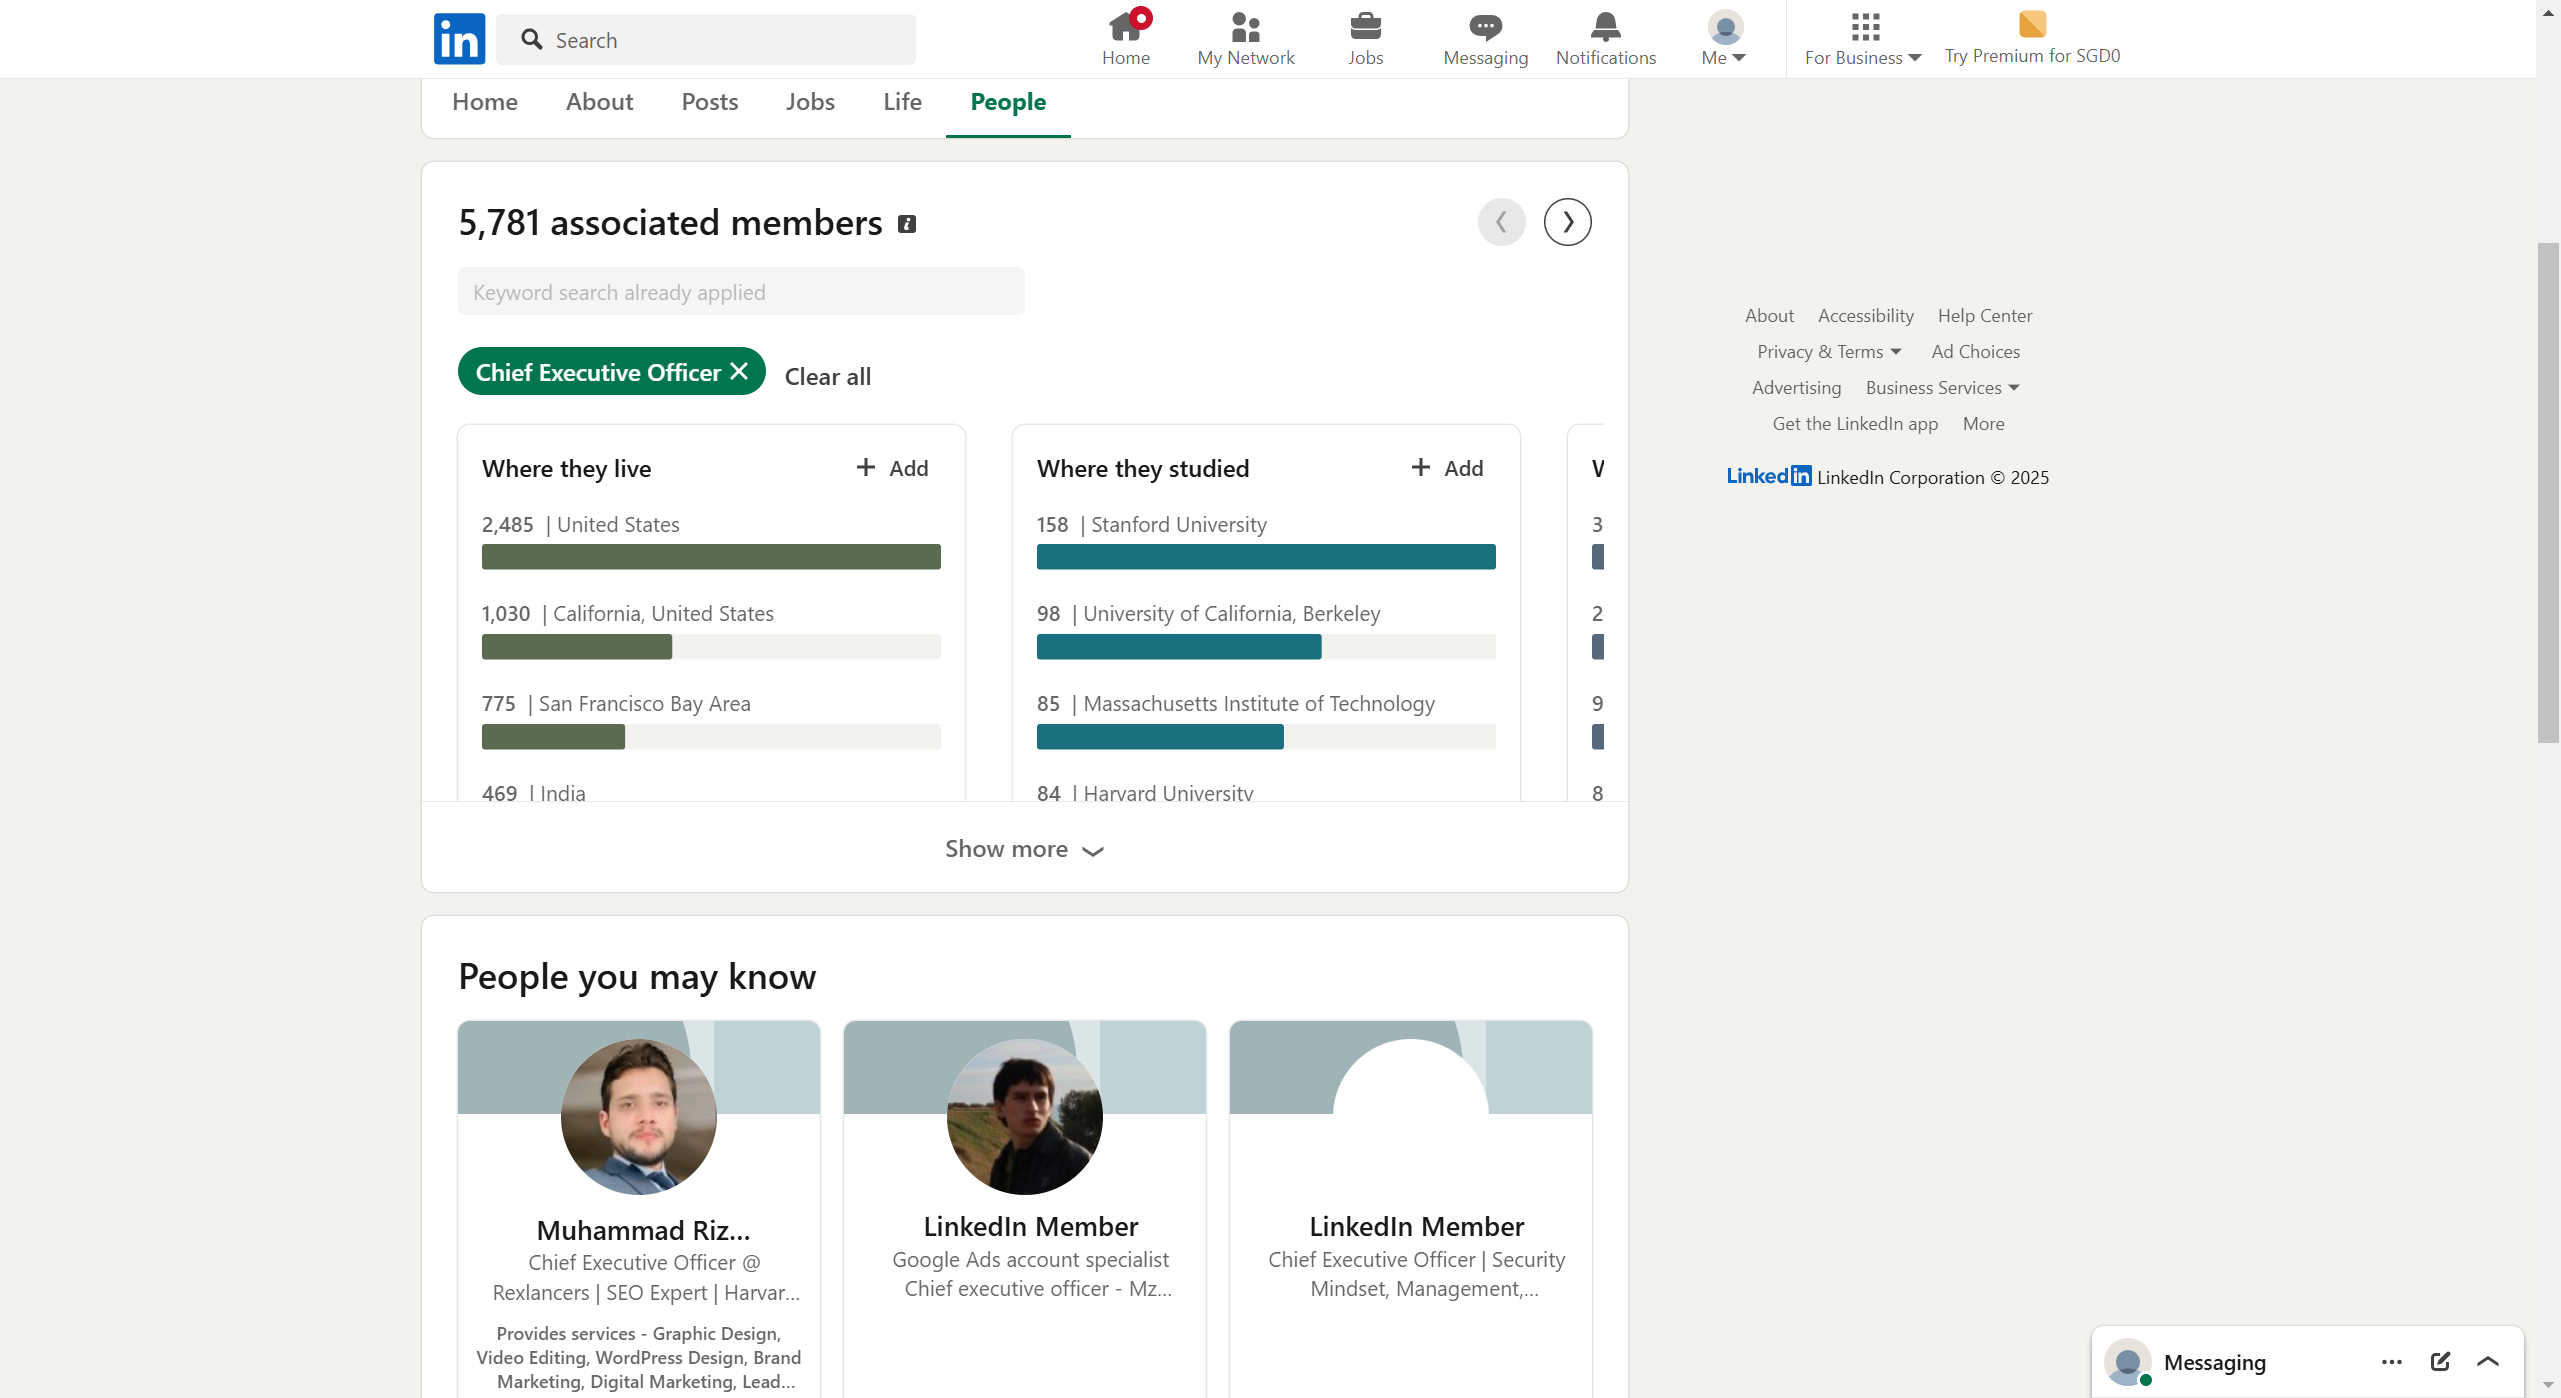 in Search
Home
My Network
Jobs
Messaging
Notifications
Me
For Business
Try Premium for SGD0
Home About Posts Jobs Life People
5,781 associated members
Keyword search already applied
Chief Executive Officer
Clear all
Where they live
Add
2,485 | United States
1,030 | California, United States
775 | San Francisco Bay Area
469 | India
Where they studied
Add
158 | Stanford University
98 | University of California, Berkeley
85 | Massachusetts Institute of Technology
84 | Harvard University
3
2
9
8
Show more
About Accessibility Help Center
Privacy & Terms Ad Choices
Advertising Business Services
Get the LinkedIn app More
LinkedIn LinkedIn Corporation © 2025
People you may know
Muhammad Riz...
Chief Executive Officer @
Rexlancers | SEO Expert | Harvar...
Provides services - Graphic Design,
Video Editing, WordPress Design, Brand
Marketing, Digital Marketing, Lead...
LinkedIn Member
Google Ads account specialist
Chief executive officer - Mz...
LinkedIn Member
Chief Executive Officer | Security
Mindset, Management,...
Messaging